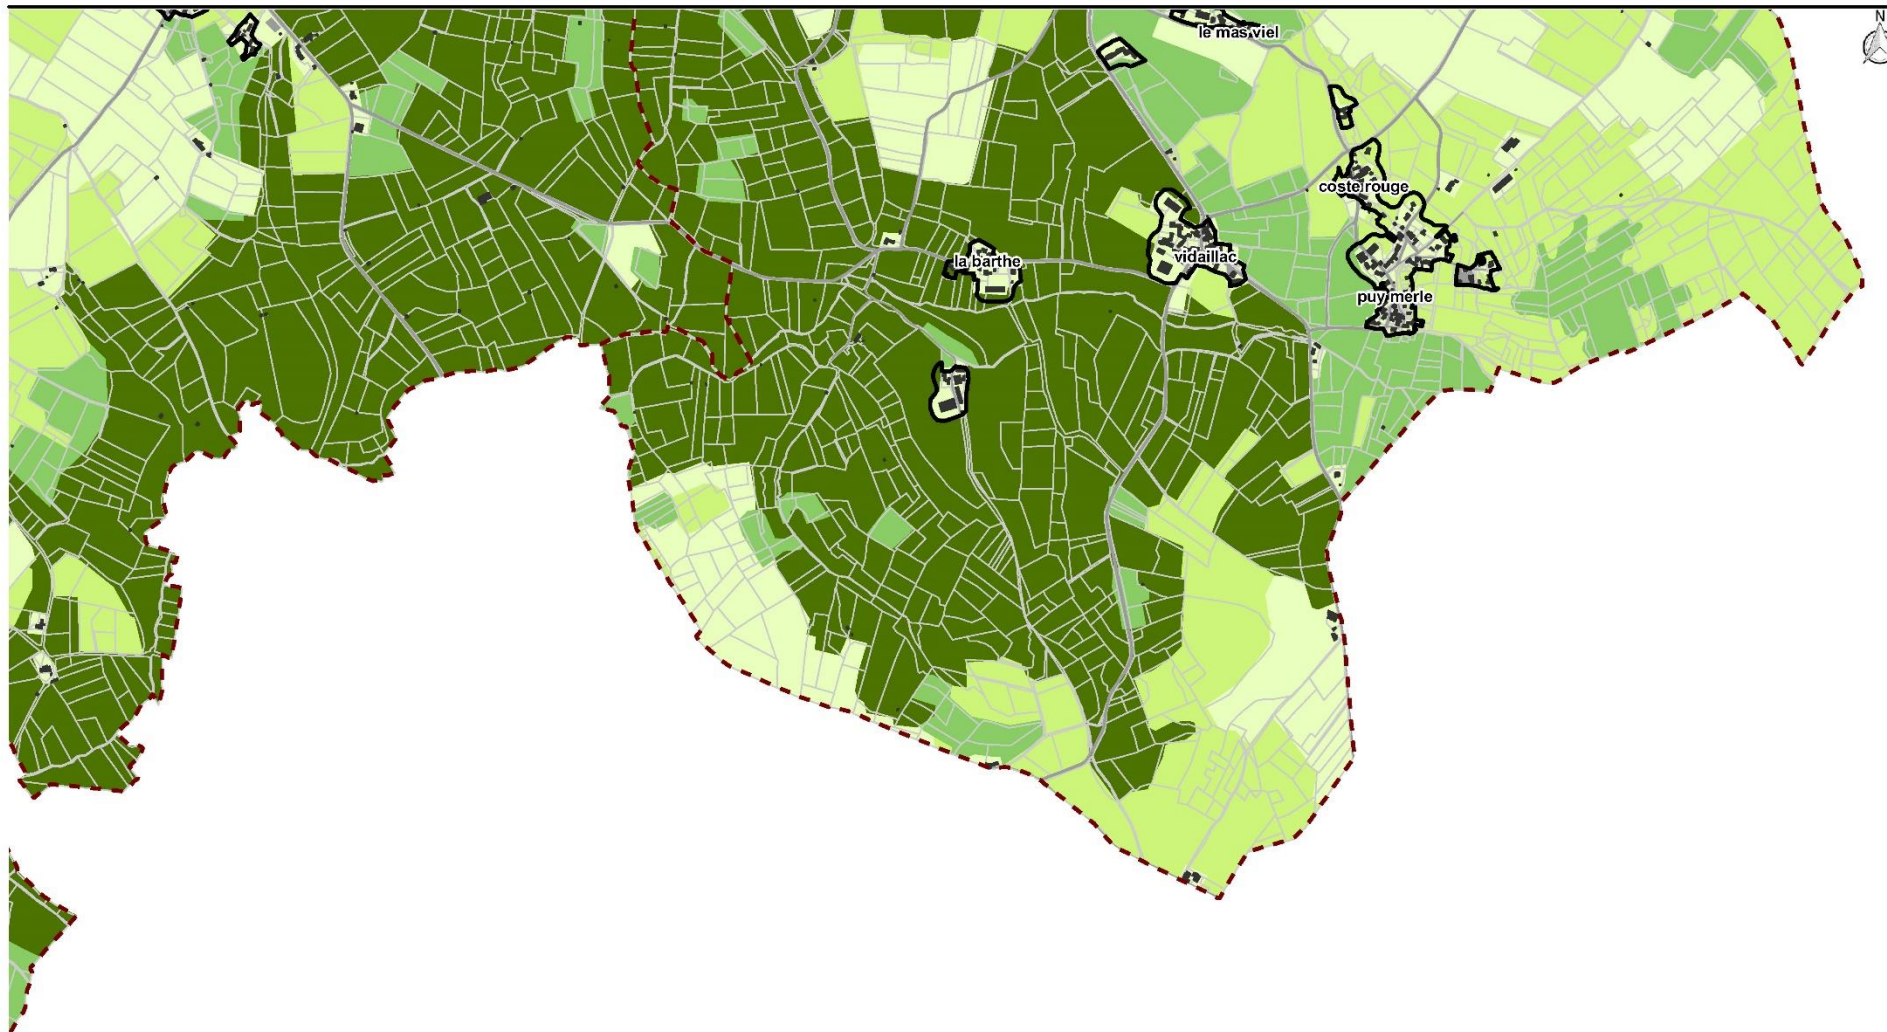 N
le mas viel
coste rouge
la barthe
vidaillac
puy merle